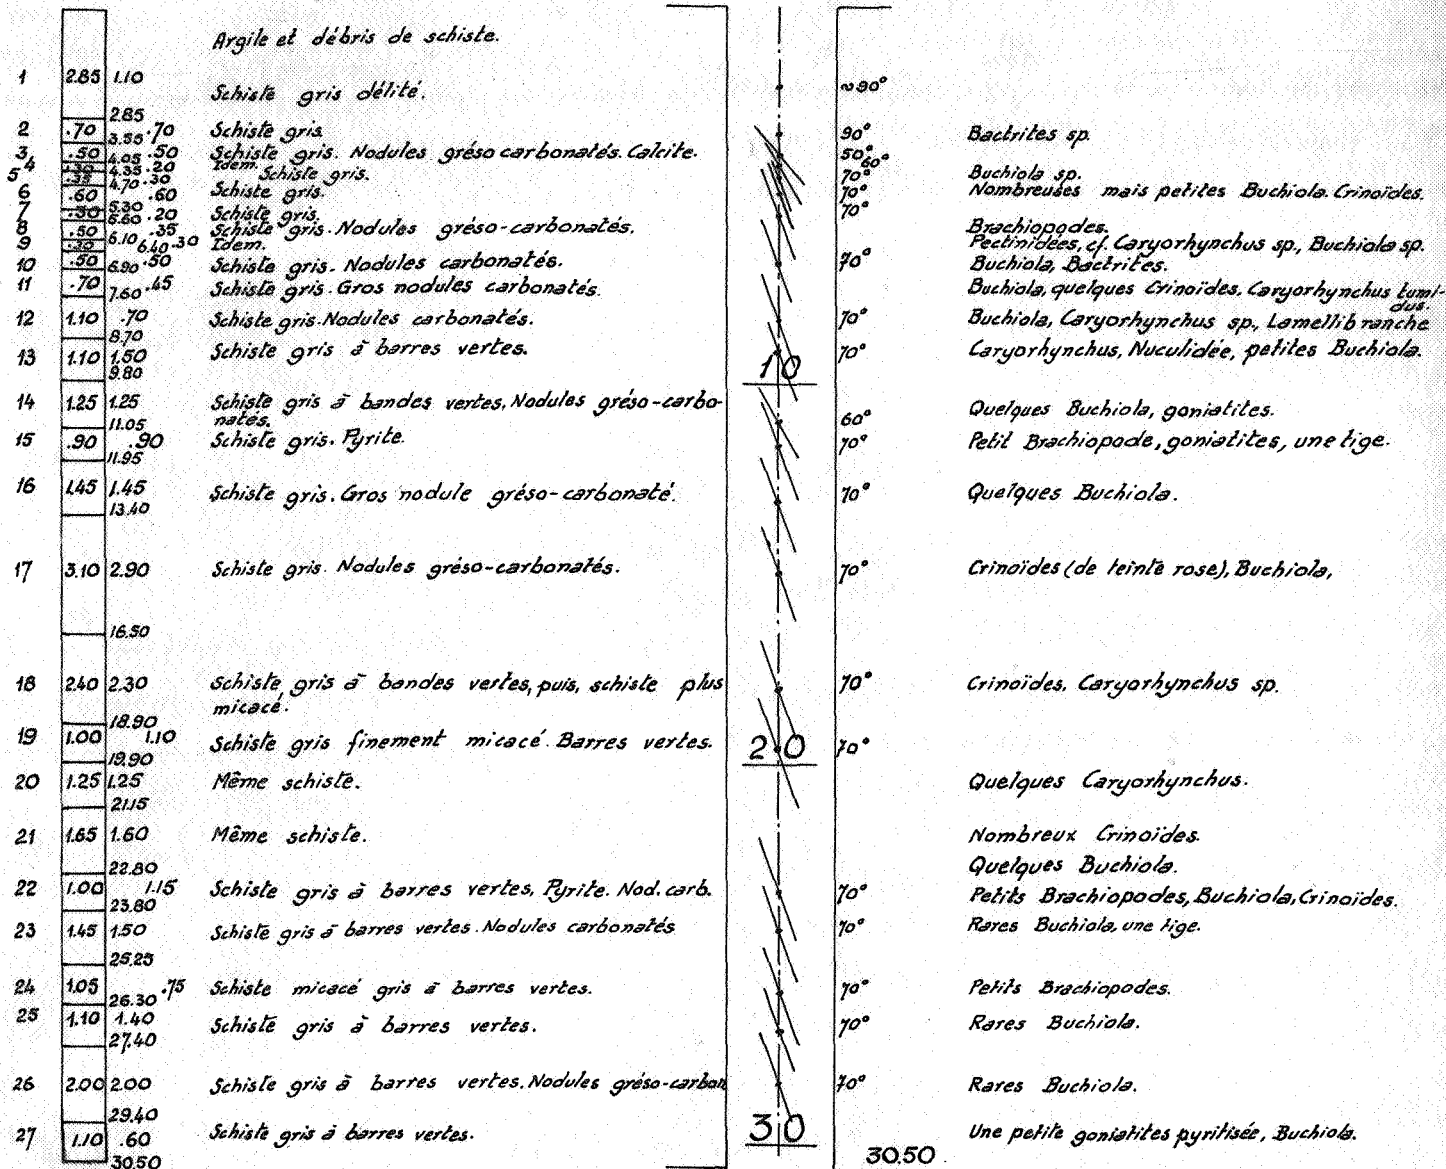 Argile et débris de schiste.
1 2.85 1.10 Schiste gris délité. ~90°
2.85
2 .70 .70 Schiste gris 90° Bactrites sp.
3.55
3 .50 .50 Schiste gris. Nodules gréso carbonatés. Calcite. 50°
4.05
4 .30 .20 Idem. 60°
4.35
5 .35 .30 Schiste gris. 70° Buchiola sp.
4.70
6 .60 .60 Schiste gris. 70° Nombreuses mais petites Buchiola. Crinoïdes.
5.30
7 .30 .20 Schiste gris. 70°
5.60
8 .50 .35 Schiste gris. Nodules gréso-carbonatés. Brachiopodes.
6.10
9 .30 .30 Idem. Pectinidées, cf. Caryorhynchus sp., Buchiola sp.
6.40
10 .50 .50 Schiste gris. Nodules carbonatés. 70° Buchiola, Bactrites.
6.90
11 .70 .45 Schiste gris. Gros nodules carbonatés. Buchiola, quelques Crinoïdes. Caryorhynchus tumi-
dus.
7.60
12 1.10 .70 Schiste gris. Nodules carbonatés. 70° Buchiola, Caryorhynchus sp., Lamellibranche
8.70
13 1.10 1.50 Schiste gris à barres vertes. 70° Caryorhynchus, Nuculidée, petites Buchiola.
9.80
10
14 1.25 1.25 Schiste gris à bandes vertes. Nodules gréso-carbo-
natés. 60° Quelques Buchiola, goniatites.
11.05
15 .90 .90 Schiste gris. Pyrite. 70° Petit Brachiopode, goniatites, une tige.
11.95
16 1.45 1.45 Schiste gris. Gros nodule gréso-carbonaté. 70° Quelques Buchiola.
13.40
17 3.10 2.90 Schiste gris. Nodules gréso-carbonatés. 70° Crinoïdes (de teinte rose), Buchiola,
16.50
18 2.40 2.30 Schiste gris à bandes vertes, puis, schiste plus
micacé. 70° Crinoïdes. Caryorhynchus sp.
18.90
19 1.00 1.10 Schiste gris finement micacé. Barres vertes. 70°
19.90
20
20 1.25 1.25 Même schiste. Quelques Caryorhynchus.
21.15
21 1.65 1.60 Même schiste. Nombreux Crinoïdes.
22.80 Quelques Buchiola.
22 1.00 1.15 Schiste gris à barres vertes. Pyrite. Nod. carb. 70° Petits Brachiopodes, Buchiola, Crinoïdes.
23.80
23 1.45 1.50 Schiste gris à barres vertes. Nodules carbonatés 70° Rares Buchiola, une tige.
25.25
24 1.05 .75 Schiste micacé gris à barres vertes. 70° Petits Brachiopodes.
26.30
25 1.10 1.40 Schiste gris à barres vertes. 70° Rares Buchiola.
27.40
26 2.00 2.00 Schiste gris à barres vertes. Nodules gréso-carbon 70° Rares Buchiola.
29.40
30
27 1.10 .60 Schiste gris à barres vertes. Une petite goniatites pyritisée, Buchiola.
30.50 30.50